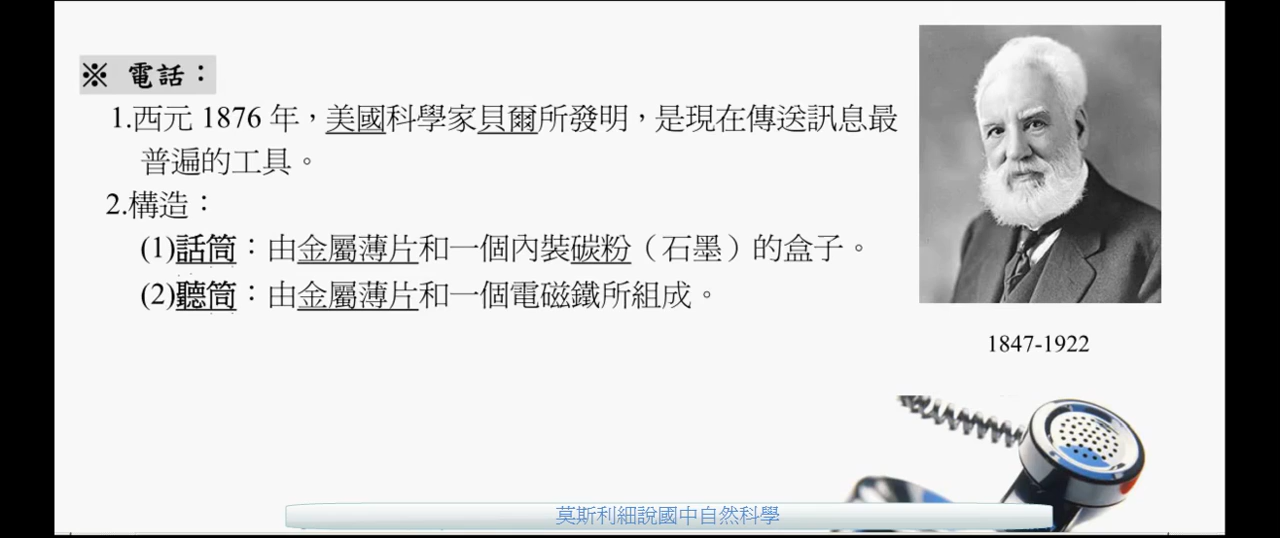 ※ 電話：
1.西元 1876 年，美國科學家貝爾所發明，是現在傳送訊息最
普遍的工具。
2.構造：
(1)話筒：由金屬薄片和一個內裝碳粉（石墨）的盒子。
(2)聽筒：由金屬薄片和一個電磁鐵所組成。
1847-1922
莫斯利細說國中自然科學